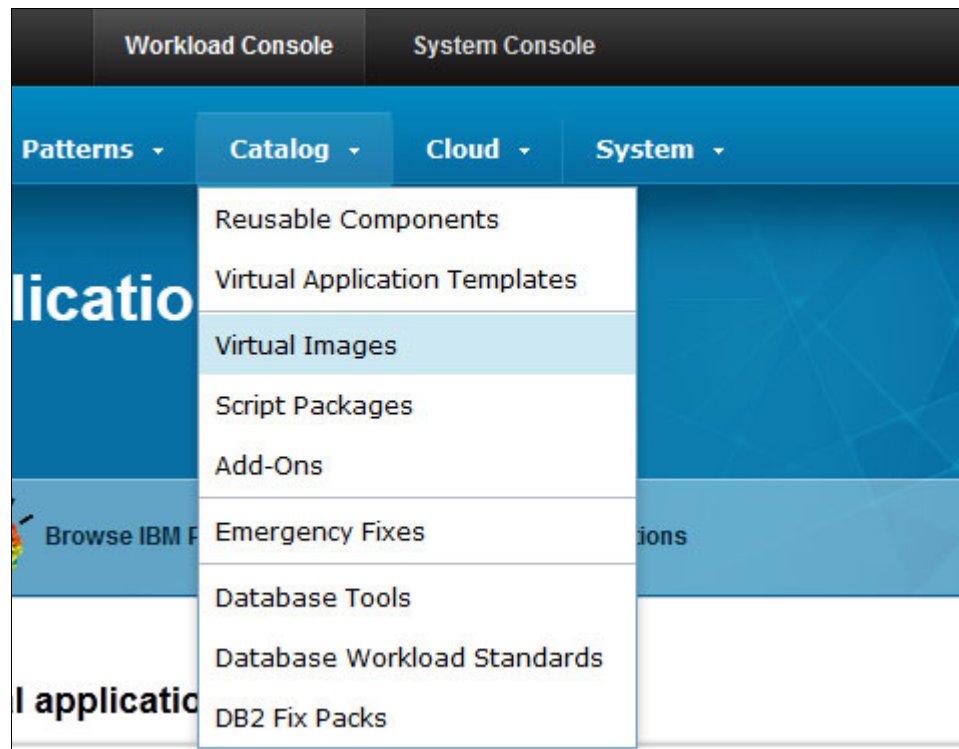 Workload Console System Console
Patterns Catalog Cloud System
Reusable Components
Virtual Application Templates
licatio
Virtual Images
Script Packages
Add-Ons
Browse IBM
Emergency Fixes
ions
Database Tools
Database Workload Standards
l applicatio
DB2 Fix Packs